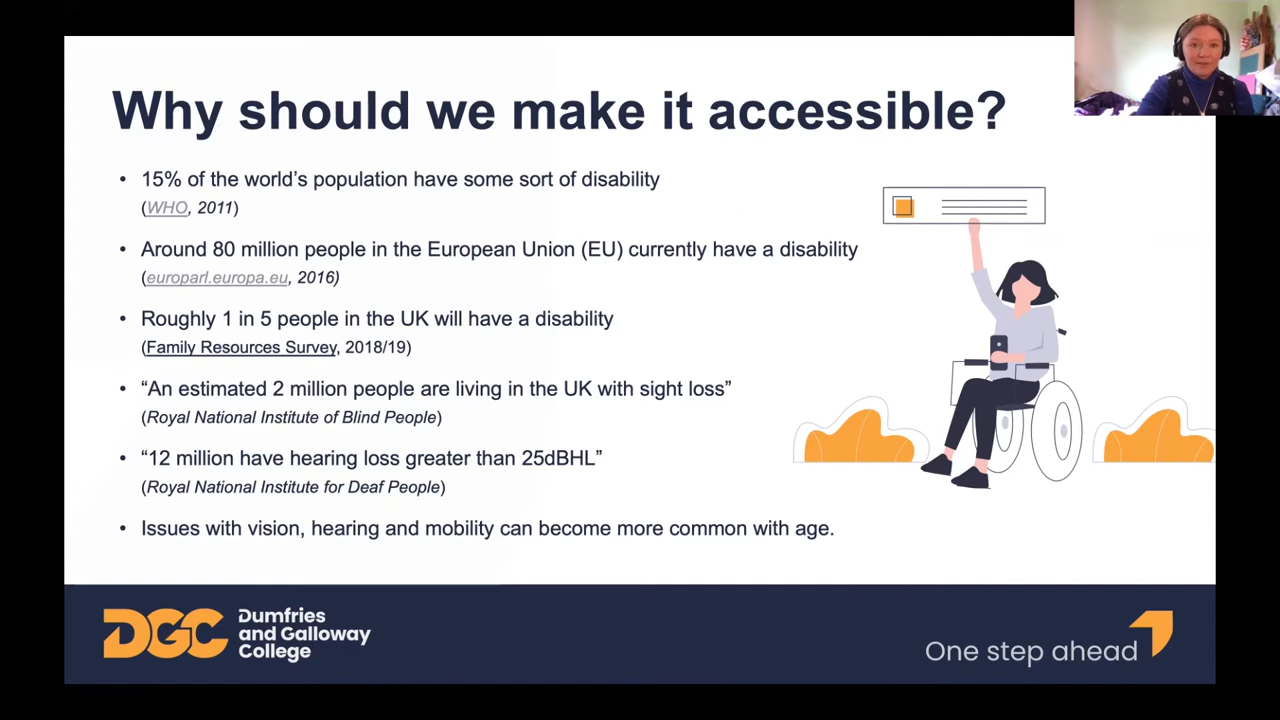 Why should we make it accessible?
• 15% of the world’s population have some sort of disability
(WHO, 2011)
• Around 80 million people in the European Union (EU) currently have a disability
(europarl.europa.eu, 2016)
• Roughly 1 in 5 people in the UK will have a disability
(Family Resources Survey, 2018/19)
• “An estimated 2 million people are living in the UK with sight loss”
(Royal National Institute of Blind People)
• “12 million have hearing loss greater than 25dBHL”
(Royal National Institute for Deaf People)
• Issues with vision, hearing and mobility can become more common with age.
DGC
Dumfries
and Galloway
College
One step ahead